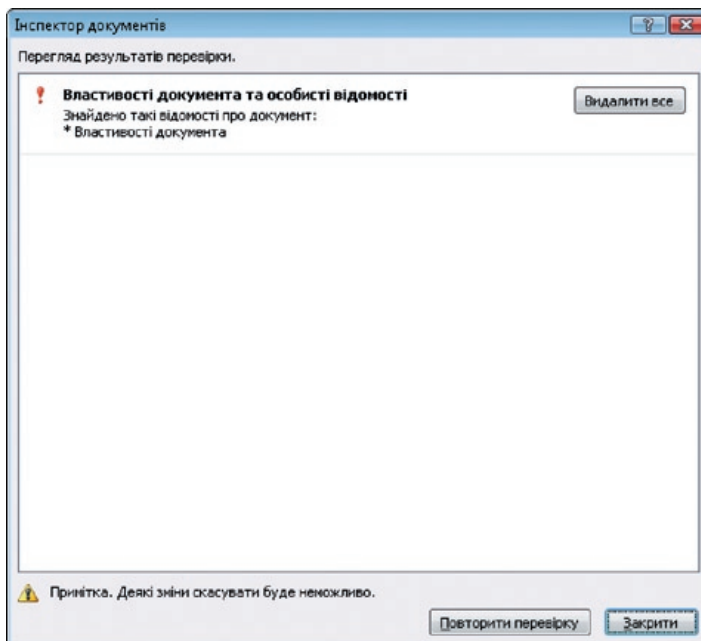 Інспектор документів
Перегляд результатів перевірки.
Властивості документа та особисті відомості
Видалити все
Знайдено такі відомості про документ:
* Властивості документа
Примітка. Деякі зміни скасувати буде неможливо.
Повторити перевірку
Закрити